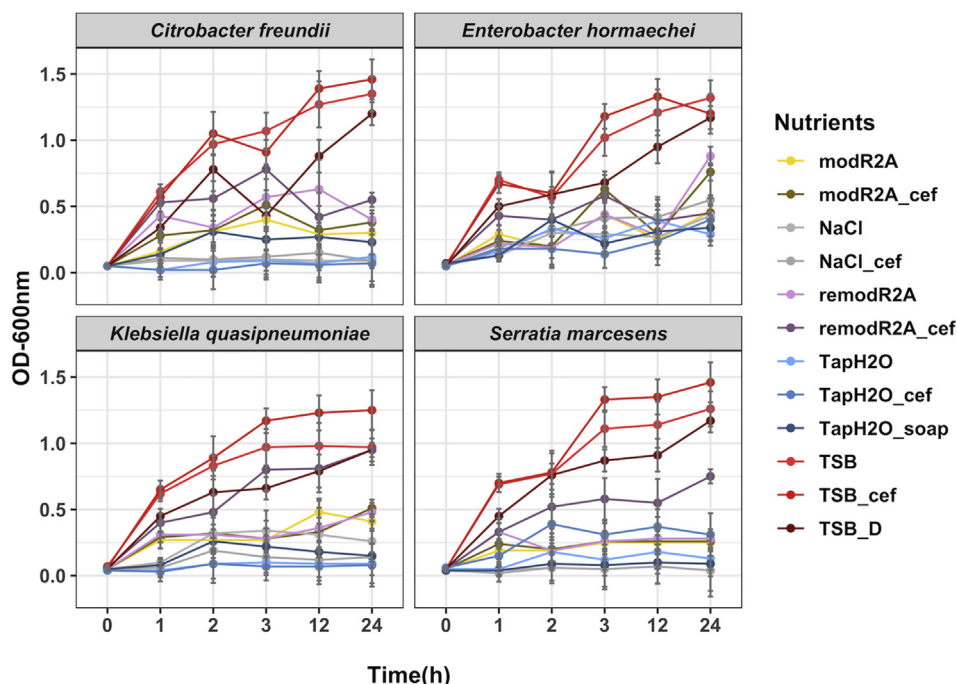 Citrobacter freundii
Enterobacter hormaechei
1.5
1.0
0.5
0.0
Klebsiella quasipneumoniae
Serratia marcesens
1.5
1.0
0.5
0.0
0 1 2 3 12 24
0 1 2 3 12 24
OD-600nm
Time(h)
Nutrients
modR2A
modR2A_cef
NaCl
NaCl_cef
remodR2A
remodR2A_cef
TapH2O
TapH2O_cef
TapH2O_soap
TSB
TSB_cef
TSB_D